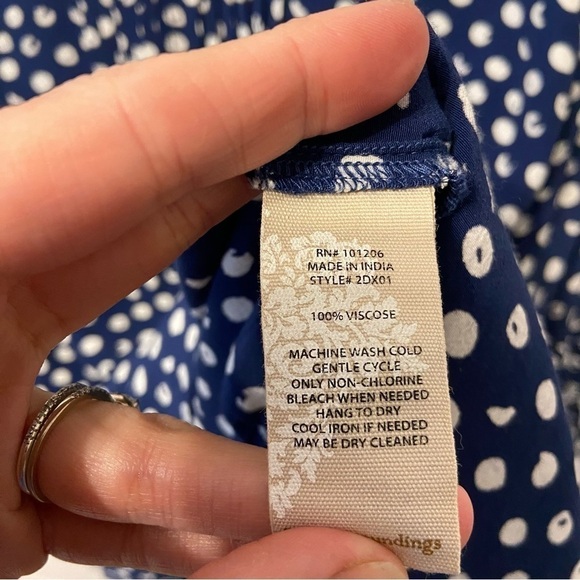 RN# 101206
MADE IN INDIA
STYLE# 2DX01
100% VISCOSE
MACHINE WASH COLD
GENTLE CYCLE
ONLY NON-CHLORINE
BLEACH WHEN NEEDED
HANG TO DRY
COOL IRON IF NEEDED
MAY BE DRY CLEANED